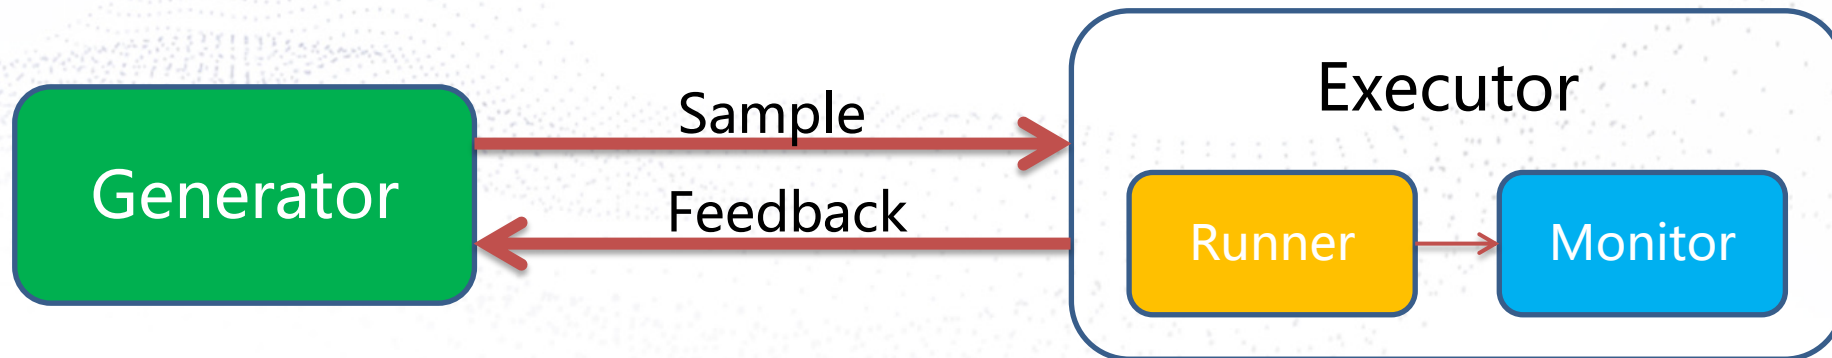 Generator
Sample
Feedback
Executor
Runner
Monitor